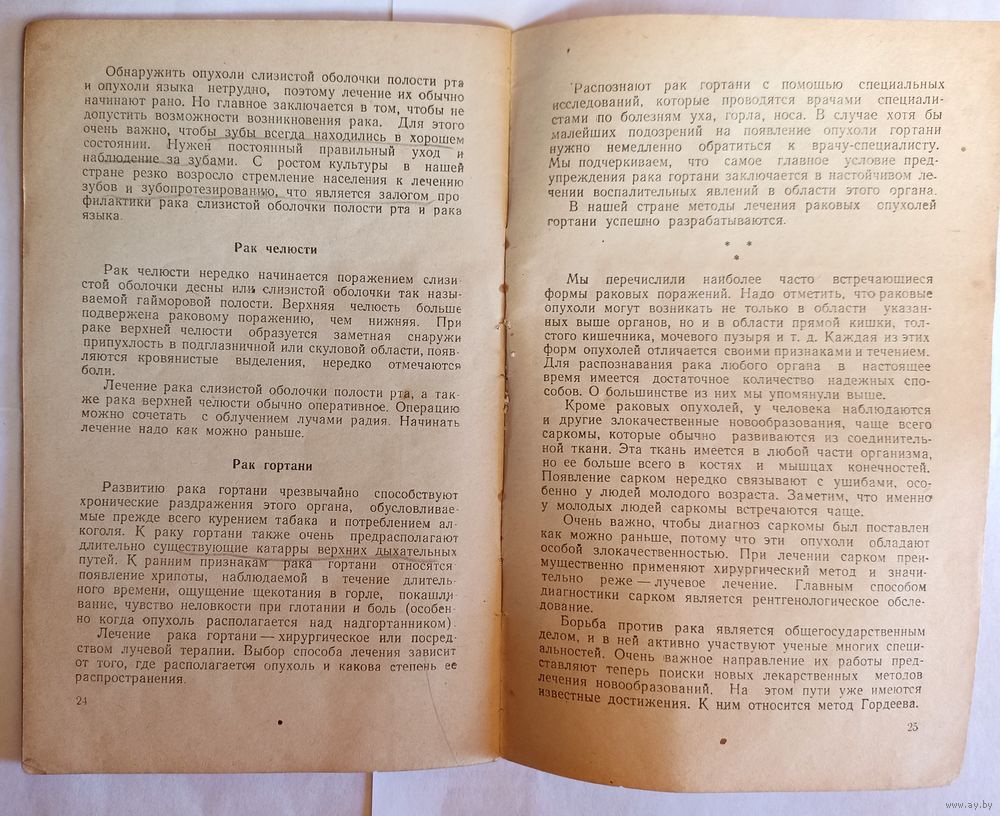 Обнаружить опухоли слизистой оболочки полости рта
и опухоли языка нетрудно, поэтому лечение их обычно
начинают рано. Но главное заключается в том, чтобы не
допустить возможности возникновения рака. Для этого
очень важно, чтобы зубы всегда находились в хорошем
состоянии. Нужен постоянный правильный уход и
наблюдение за зубами. С ростом культуры в нашей
стране резко возросло стремление населения к лечению
зубов и зубопротезированию, что является залогом про
филактики рака слизистой оболочки полости рта и рака
языка.
Рак челюсти
Рак челюсти нередко начинается поражением слизи
стой оболочки десны или слизистой оболочки так назы-
ваемой гайморовой полости. Верхняя челюсть больше
подвержена раковому поражению, чем нижняя. При
раке верхней челюсти образуется заметная снаружи
припухлость в подглазничной или скуловой области, появ-
ляются кровянистые выделения, нередко отмечаются
боли.
Лечение рака слизистой оболочки полости рта, а так-
же рака верхней челюсти обычно оперативное. Операцию
можно сочетать с облучением лучами радия. Начинать
лечение надо как можно раньше.
Рак гортани
Развитию рака гортани чрезвычайно способствуют
хронические раздражения этого органа, обусловливае-
мые прежде всего курением табака и потреблением ал-
коголя. К раку гортани также очень предрасполагают
длительно существующие катарры верхних дыхательных
путей. К ранним признакам рака гортани относятся
появление хрипоты, наблюдаемой в течение длитель-
ного времени, ощущение щекотания в горле, покашли
вание, чувство неловкости при глотании и боль (особен-
но когда опухоль располагается над надгортанником).
Лечение рака гортани — хирургическое или посред-
ством лучевой терапии. Выбор способа лечения зависит
от того, где располагается опухоль и какова степень ее
распространения.
24
Распознают рак гортани с помощью специальных
исследований, которые проводятся врачами специали-
стами по болезням уха, горла, носа. В случае хотя бы
малейших подозрений на появление опухоли гортани
нужно немедленно обратиться к врачу-специалисту.
Мы подчеркиваем, что самое главное условие пред-
упреждения рака гортани заключается в настойчивом ле-
чении воспалительных явлений в области этого органа.
В нашей стране методы лечения раковых опухолей
гортани успешно разрабатываются.
* *
*
Мы перечислили наиболее часто встречающиеся
формы раковых поражений. Надо отметить, что раковые
опухоли могут возникать не только в области указан-
ных выше органов, но и в области прямой кишки, тол-
стого кишечника, мочевого пузыря и т. д. Каждая из этих
форм опухолей отличается своими признаками и течением.
Для распознавания рака любого органа в настоящее
время имеется достаточное количество надежных спо-
собов. О большинстве из них мы упомянули выше.
Кроме раковых опухолей, у человека наблюдаются
и другие злокачественные новообразования, чаще всего
саркомы, которые обычно развиваются из соединитель-
ной ткани. Эта ткань имеется в любой части организма,
но ее больше всего в костях и мышцах конечностей.
Появление сарком нередко связывают с ушибами, осо-
бенно у людей молодого возраста. Заметим, что именно
у молодых людей саркомы встречаются чаще.
Очень важно, чтобы диагноз саркомы был поставлен
как можно раньше, потому что эти опухоли обладают
особой злокачественностью. При лечении сарком преи-
мущественно применяют хирургический метод и значи-
тельно реже — лучевое лечение. Главным способом
диагностики сарком является рентгенологическое обсле-
дование.
Борьба против рака является общегосударственным
делом, и в ней активно участвуют ученые многих специ-
альностей. Очень важное направление их работы пред-
ставляют теперь поиски новых лекарственных методов
лечения новообразований. На этом пути уже имеются
известные достижения. К ним относится метод Гордеева.
25
www.ay.by